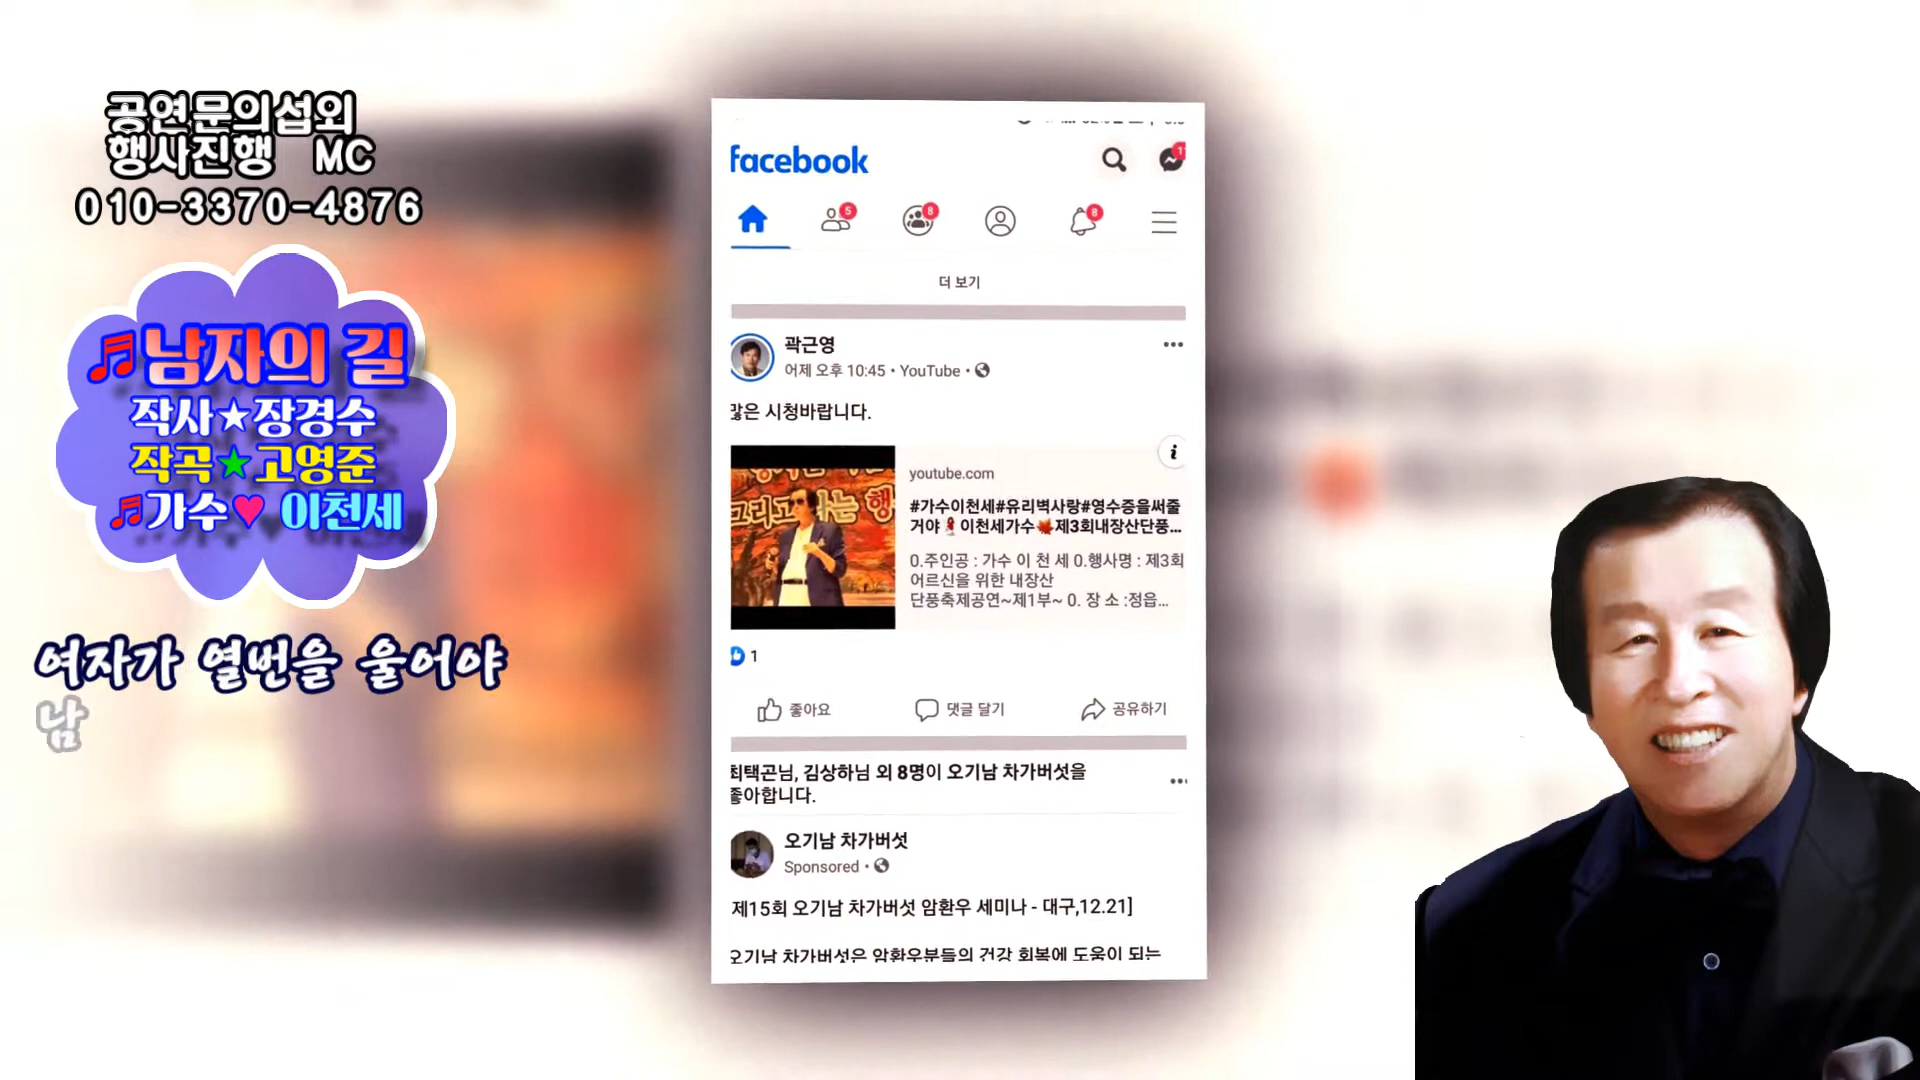 공연문의섭외
행사진행 MC
010-3370-4876
남자의 길
작사★장경수
작곡★고영준
가수♥ 이천세
여자가 열번을 울어야
남
facebook
5
8
8
더 보기
곽근영
어제 오후 10:45 • YouTube •
많은 시청바랍니다.
youtube.com
#가수이천세#유리벽사랑#영수증을써줄
거야 이천세가수🍁제3회내장산단풍...
0.주인공 : 가수 이 천 세 0.행사명 : 제3회
어르신을 위한 내장산
단풍축제공연~제1부~ 0. 장 소 :정읍...
그리고 나는 행
1
좋아요
댓글 달기
공유하기
최택곤님, 김상하님 외 8명이 오기남 차가버섯을
좋아합니다.
오기남 차가버섯
Sponsored •
제15회 오기남 차가버섯 암환우 세미나 - 대구,12.21]
오기남 차가버섯은 암환우분들의 건강 회복에 도움이 되는